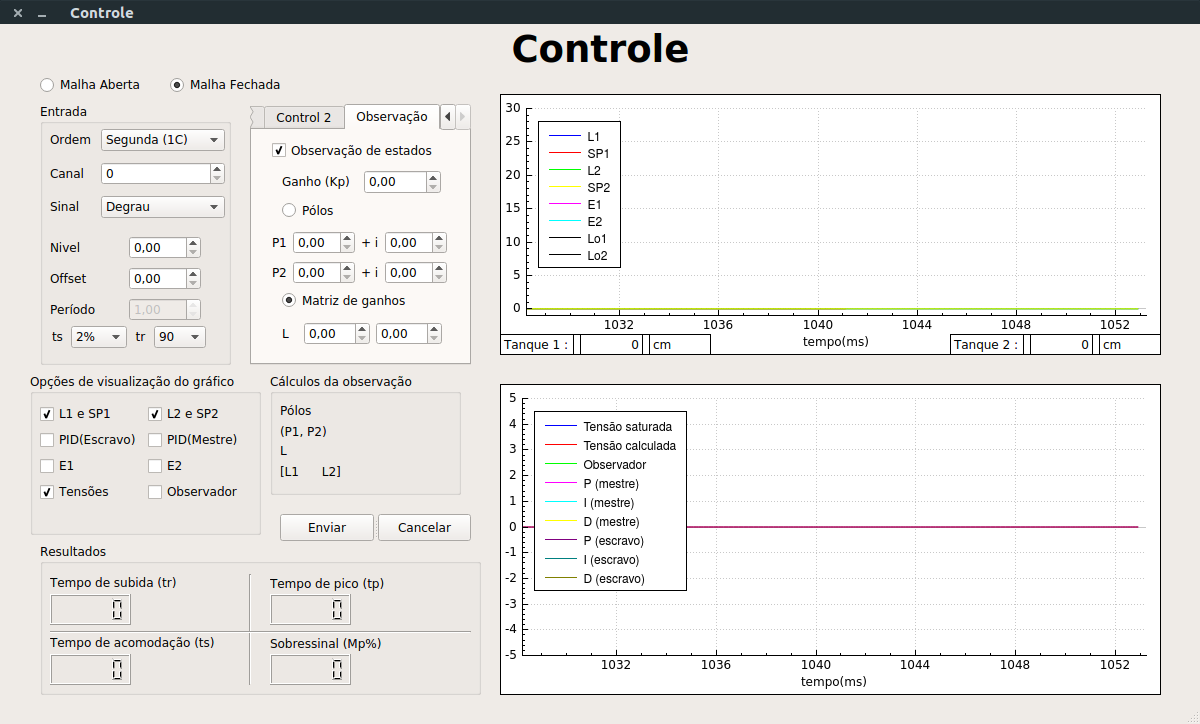 Controle
Controle
Malha Aberta Malha Fechada
Entrada
Ordem Segunda (1C)
Canal 0
Sinal Degrau
Nivel 0,00
Offset 0,00
Período 1,00
ts 2% tr 90
Control 2 Observação
Observação de estados
Ganho (Kp) 0,00
Pólos
P1 0,00 + i 0,00
P2 0,00 + i 0,00
Matriz de ganhos
L 0,00 0,00
Opções de visualização do gráfico
L1 e SP1 L2 e SP2
PID(Escravo) PID(Mestre)
E1 E2
Tensões Observador
Cálculos da observação
Pólos
(P1, P2)
L
[L1 L2]
Enviar Cancelar
Resultados
Tempo de subida (tr) Tempo de pico (tp)
0 0
Tempo de acomodação (ts) Sobressinal (Mp%)
0 0
30
25
20
15
10
5
0
L1
SP1
L2
SP2
E1
E2
Lo1
Lo2
1032 1036 1040 1044 1048 1052
tempo(ms)
Tanque 1 : 0 cm Tanque 2 : 0 cm
5
4
3
2
1
0
-1
-2
-3
-4
-5
Tensão saturada
Tensão calculada
Observador
P (mestre)
I (mestre)
D (mestre)
P (escravo)
I (escravo)
D (escravo)
1032 1036 1040 1044 1048 1052
tempo(ms)